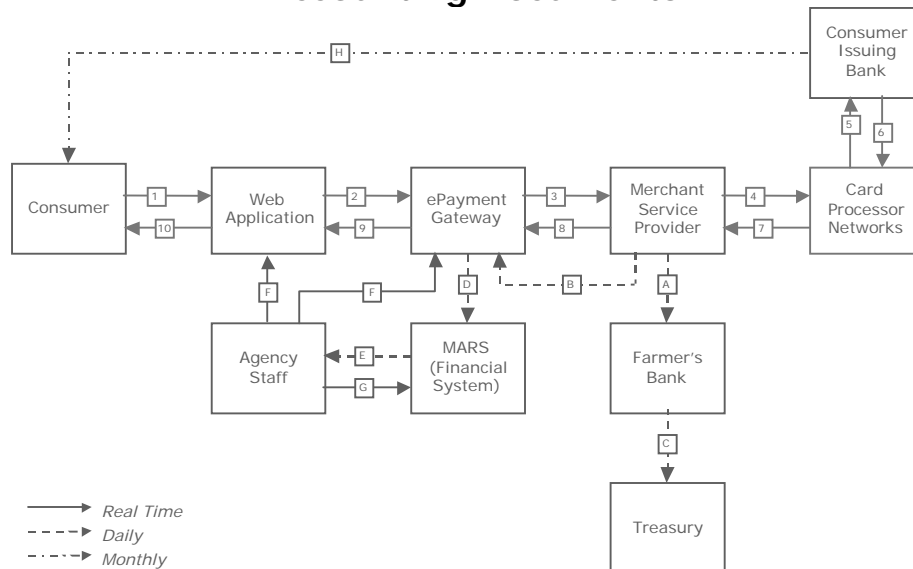 Consumer
Issuing
Bank
H
5
6
Consumer
1
10
Web
Application
2
9
ePayment
Gateway
3
8
Merchant
Service
Provider
4
7
Card
Processor
Networks
F
F
D
B
A
Agency
Staff
E
G
MARS
(Financial
System)
Farmer's
Bank
C
Treasury
Real Time
Daily
Monthly